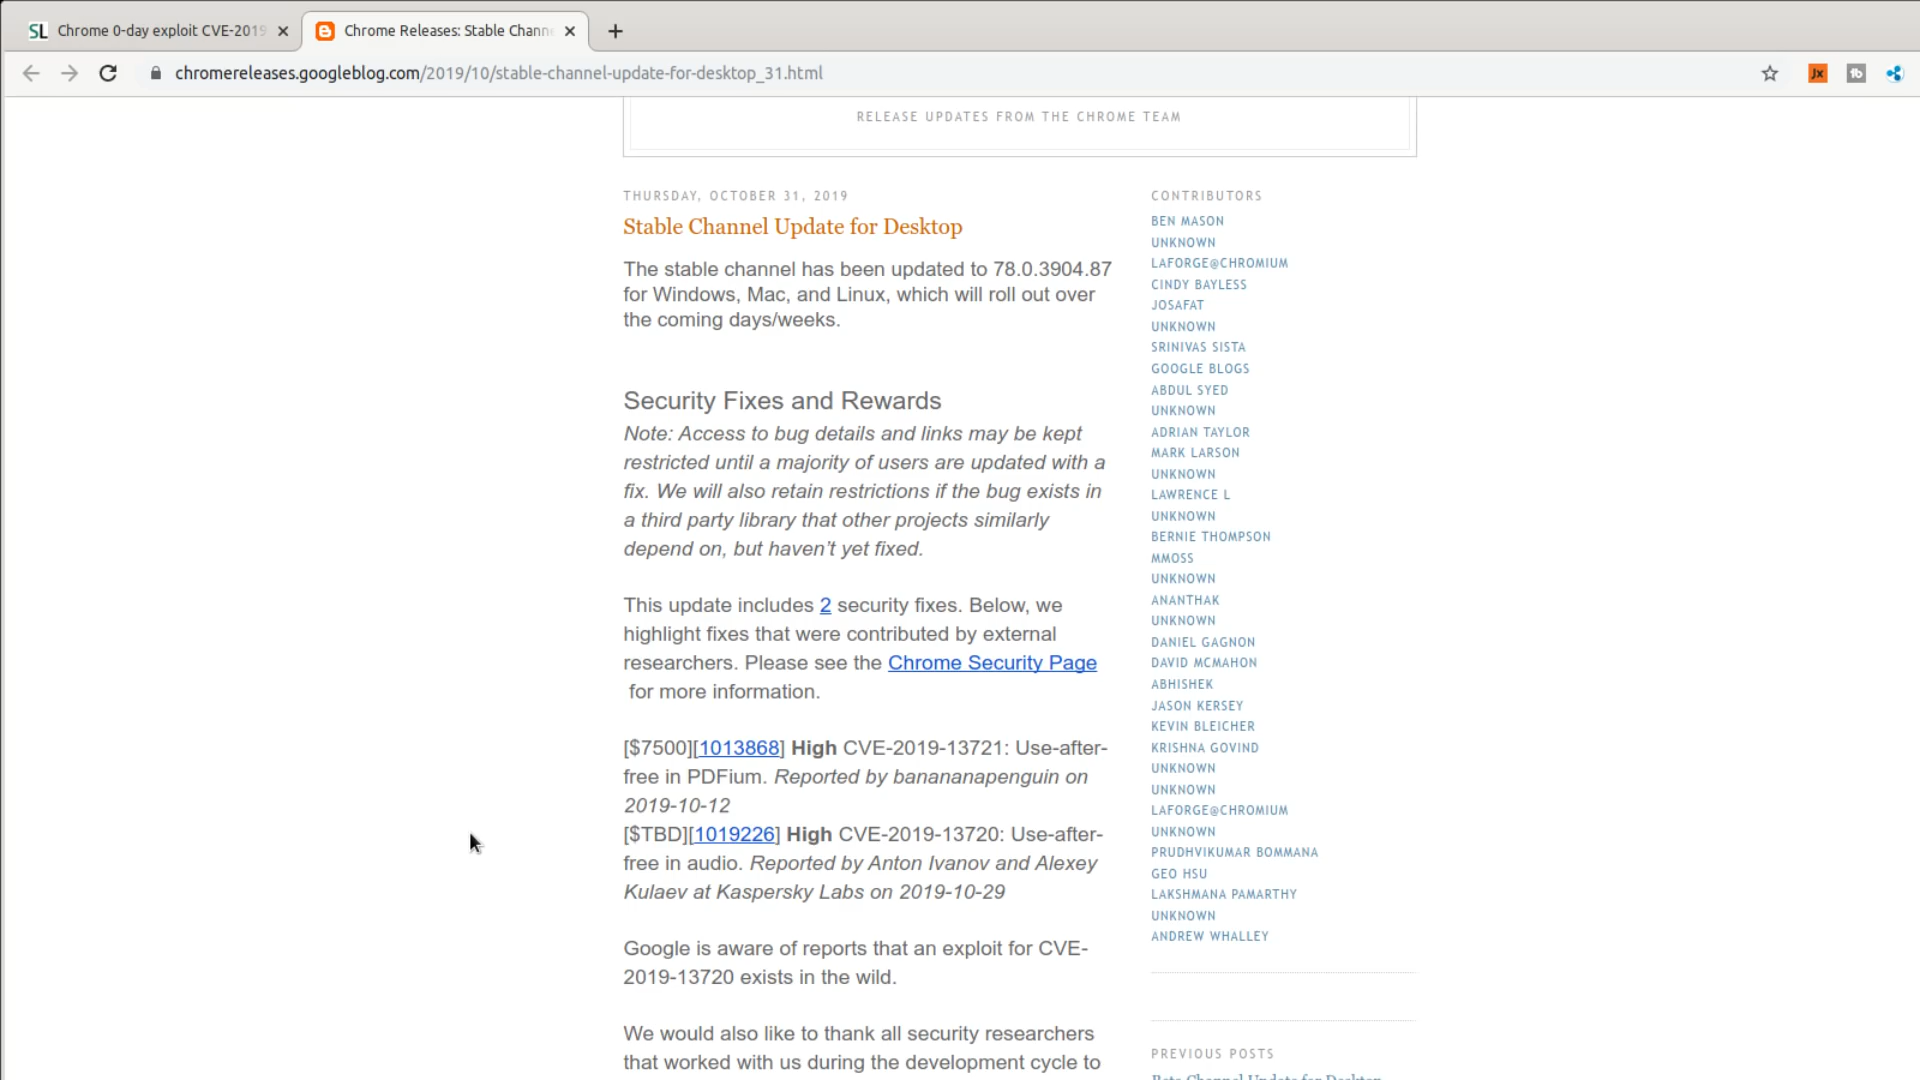 SL Chrome 0-day exploit CVE-2019
Chrome Releases: Stable Chann
chromereleases.googleblog.com/2019/10/stable-channel-update-for-desktop_31.html
Jx
RELEASE UPDATES FROM THE CHROME TEAM
THURSDAY, OCTOBER 31, 2019
Stable Channel Update for Desktop
The stable channel has been updated to 78.0.3904.87
for Windows, Mac, and Linux, which will roll out over
the coming days/weeks.
Security Fixes and Rewards
Note: Access to bug details and links may be kept
restricted until a majority of users are updated with a
fix. We will also retain restrictions if the bug exists in
a third party library that other projects similarly
depend on, but haven’t yet fixed.
This update includes 2 security fixes. Below, we
highlight fixes that were contributed by external
researchers. Please see the Chrome Security Page
for more information.
[$7500][1013868] High CVE-2019-13721: Use-after-
free in PDFium. Reported by banananapenguin on
2019-10-12
[$TBD][1019226] High CVE-2019-13720: Use-after-
free in audio. Reported by Anton Ivanov and Alexey
Kulaev at Kaspersky Labs on 2019-10-29
Google is aware of reports that an exploit for CVE-
2019-13720 exists in the wild.
We would also like to thank all security researchers
that worked with us during the development cycle to
CONTRIBUTORS
BEN MASON
UNKNOWN
LAFORGE@CHROMIUM
CINDY BAYLESS
JOSAFAT
UNKNOWN
SRINIVAS SISTA
GOOGLE BLOGS
ABDUL SYED
UNKNOWN
ADRIAN TAYLOR
MARK LARSON
UNKNOWN
LAWRENCE L
UNKNOWN
BERNIE THOMPSON
MMOSS
UNKNOWN
ANANTHAK
UNKNOWN
DANIEL GAGNON
DAVID MCMAHON
ABHISHEK
JASON KERSEY
KEVIN BLEICHER
KRISHNA GOVIND
UNKNOWN
UNKNOWN
LAFORGE@CHROMIUM
UNKNOWN
PRUDHVIKUMAR BOMMANA
GEO HSU
LAKSHMANA PAMARTHY
UNKNOWN
ANDREW WHALLEY
PREVIOUS POSTS
Beta Channel Update for Desktop